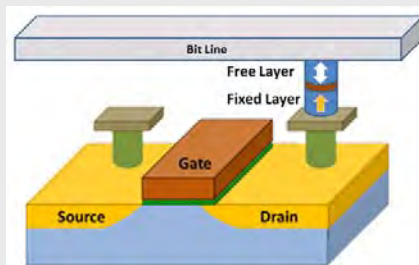 Bit Line
Free Layer
Fixed Layer
Gate
Source
Drain